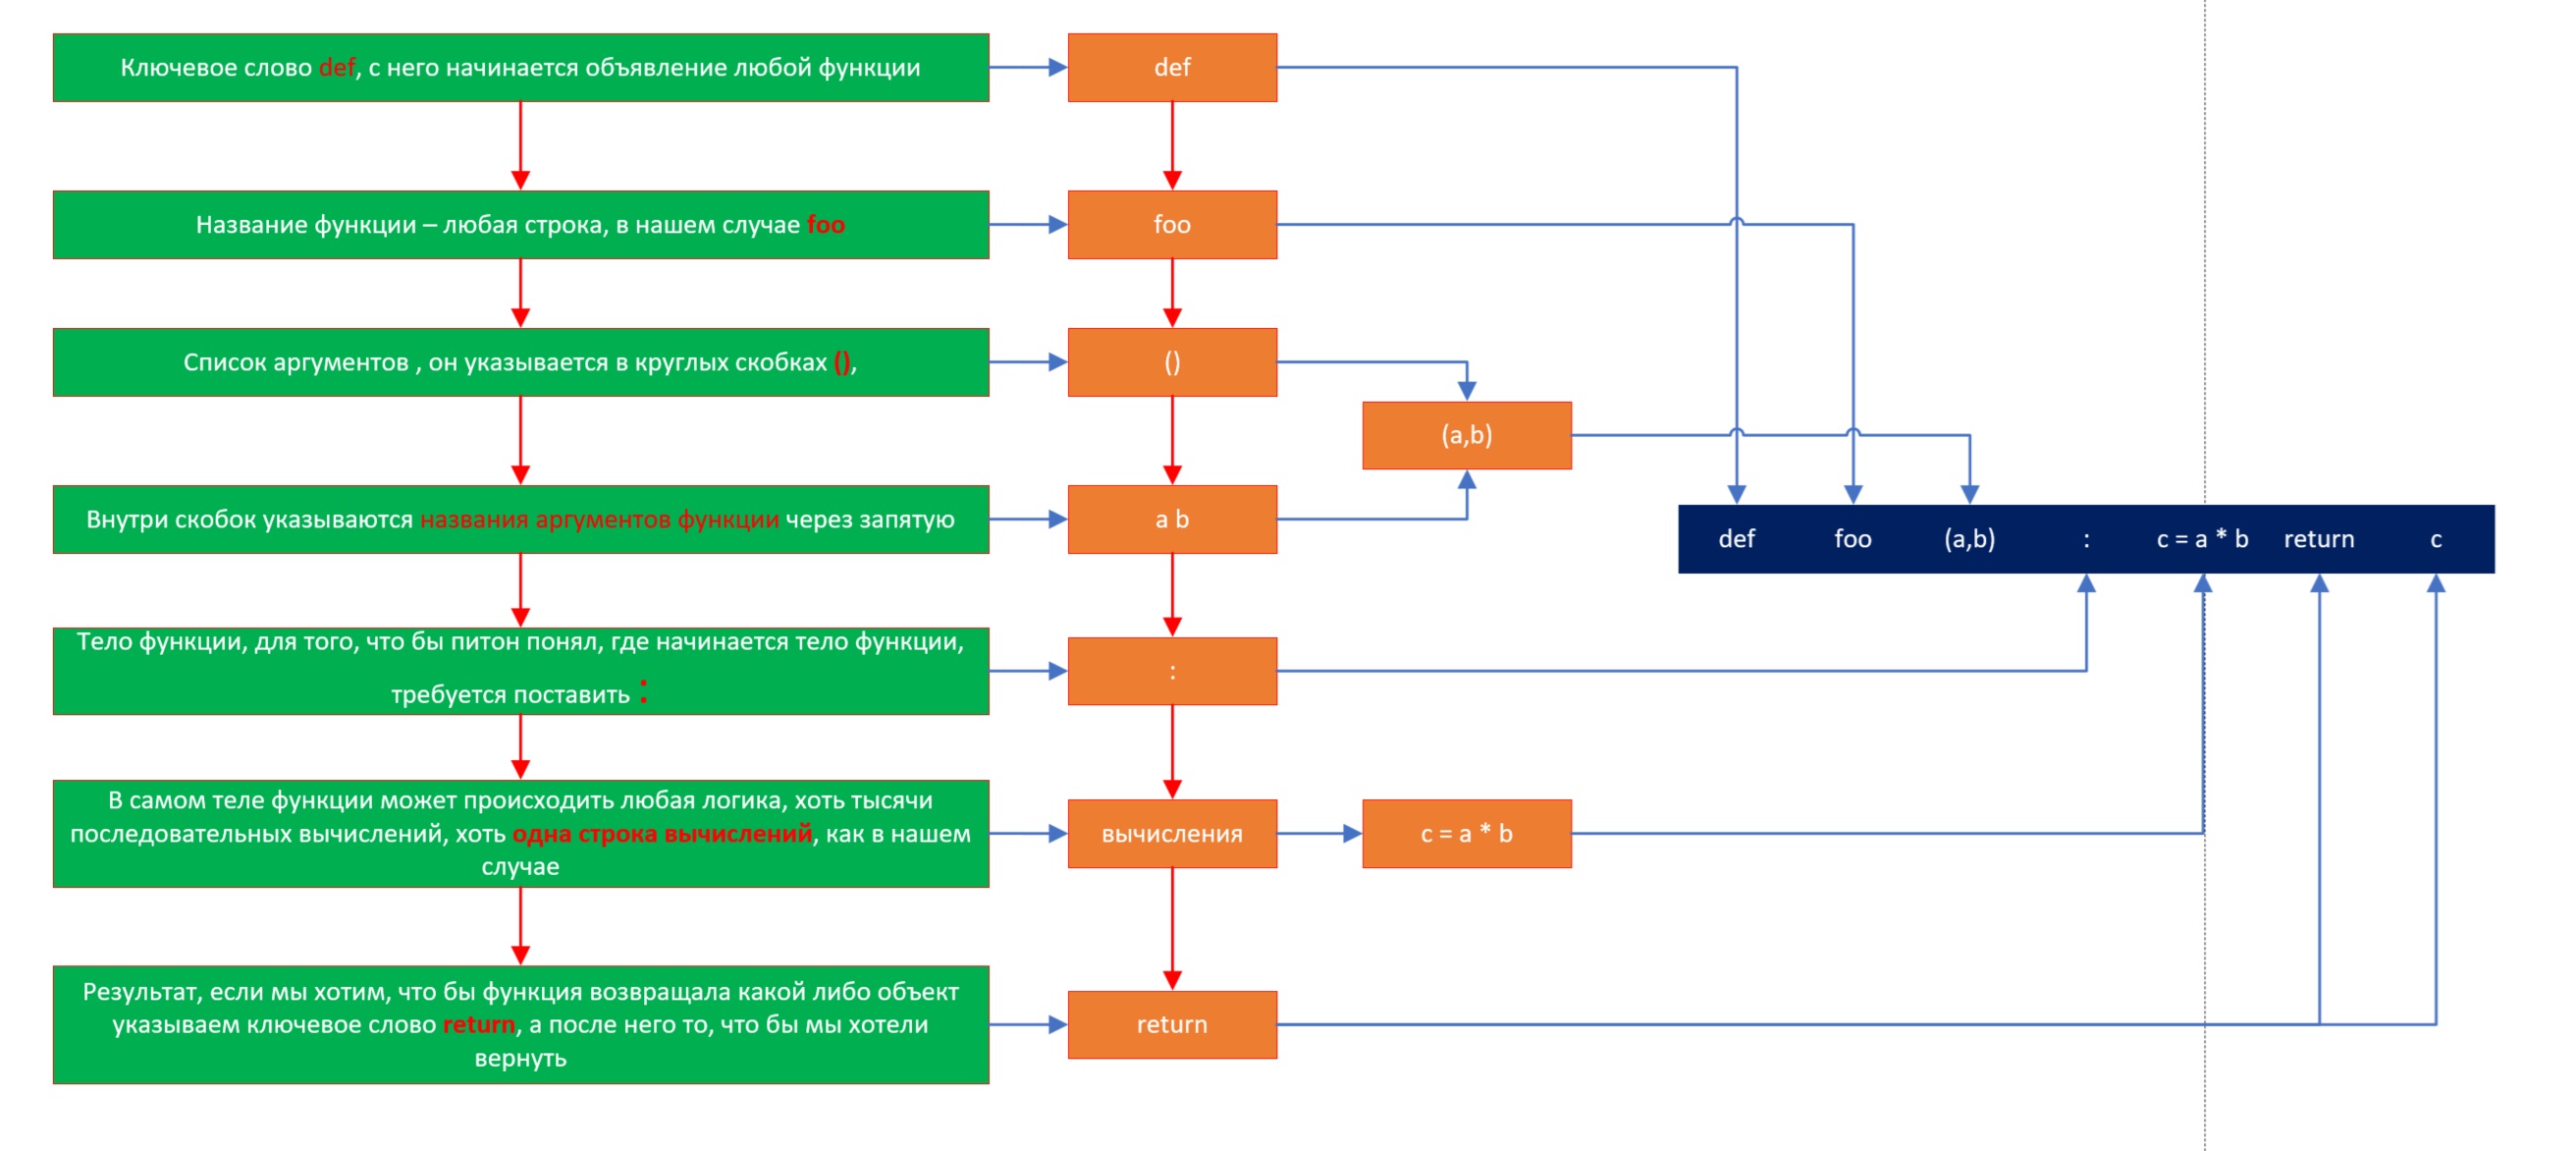 Ключевое слово def, с него начинается объявление любой функции
def
Название функции – любая строка, в нашем случае foo
foo
Список аргументов , он указывается в круглых скобках (),
()
(a,b)
Внутри скобок указываются названия аргументов функции через запятую
a b
def foo (a,b) : c = a * b return c
Тело функции, для того, что бы питон понял, где начинается тело функции,
требуется поставить :
:
В самом теле функции может происходить любая логика, хоть тысячи
последовательных вычислений, хоть одна строка вычислений, как в нашем
случае
вычисления
c = a * b
Результат, если мы хотим, что бы функция возвращала какой либо объект
указываем ключевое слово return, а после него то, что бы мы хотели
вернуть
return